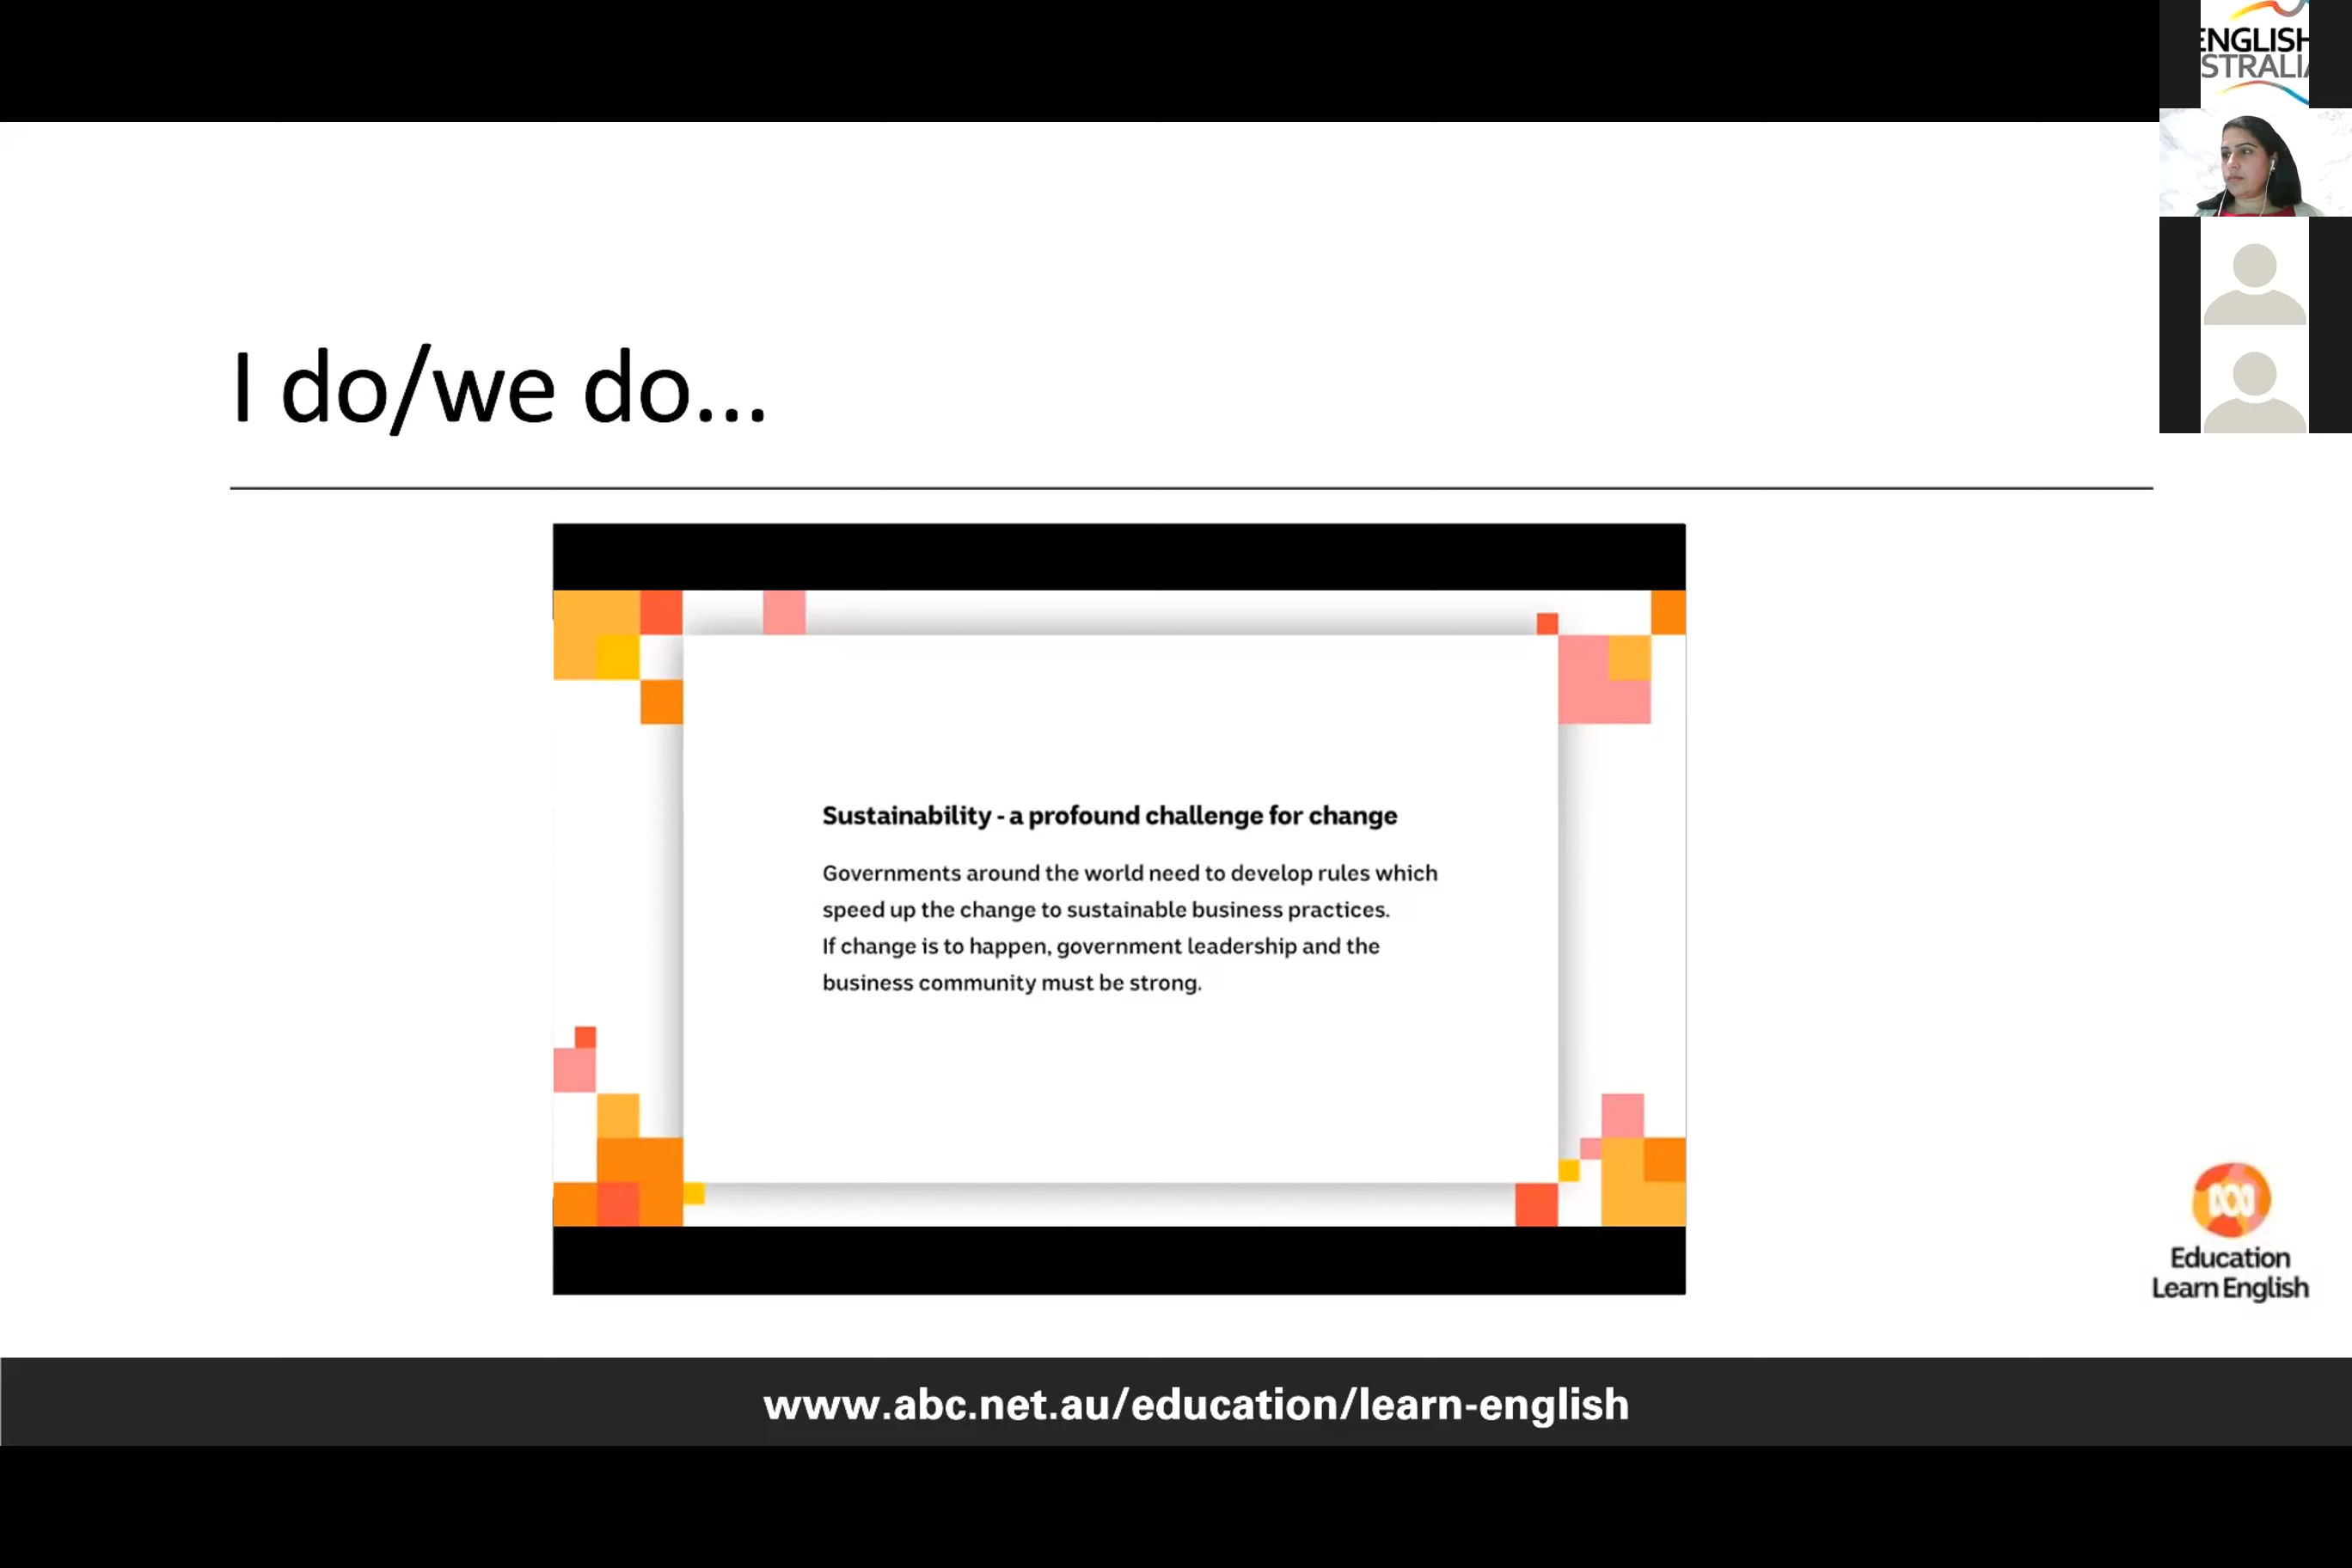 ENGLISH
STRALIA
I do/we do...
Sustainability - a profound challenge for change
Governments around the world need to develop rules which
speed up the change to sustainable business practices.
If change is to happen, government leadership and the
business community must be strong.
Education
Learn English
www.abc.net.au/education/learn-english